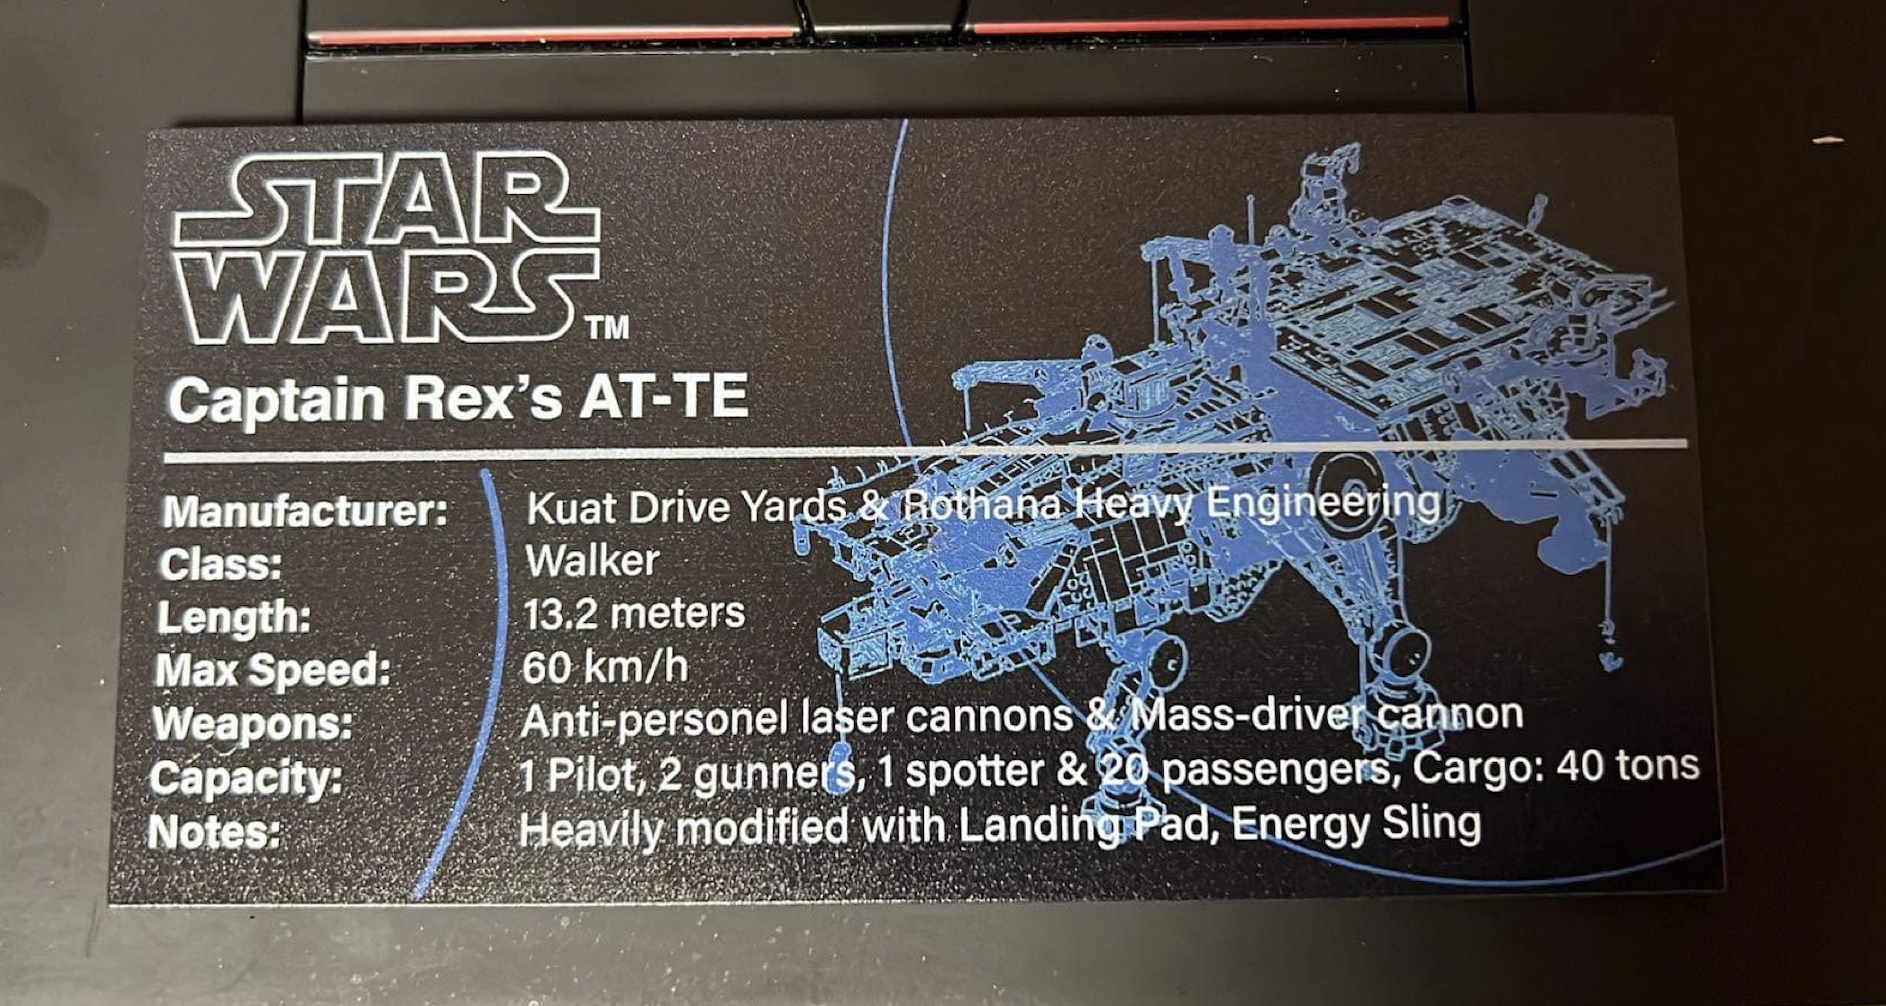 STAR
WARS TM
Captain Rex's AT-TE
Manufacturer: Kuat Drive Yards & Rothana Heavy Engineering
Class: Walker
Length: 13.2 meters
Max Speed: 60 km/h
Weapons: Anti-personel laser cannons & Mass-driver cannon
Capacity: 1 Pilot, 2 gunners, 1 spotter & 20 passengers, Cargo: 40 tons
Notes: Heavily modified with Landing Pad, Energy Sling